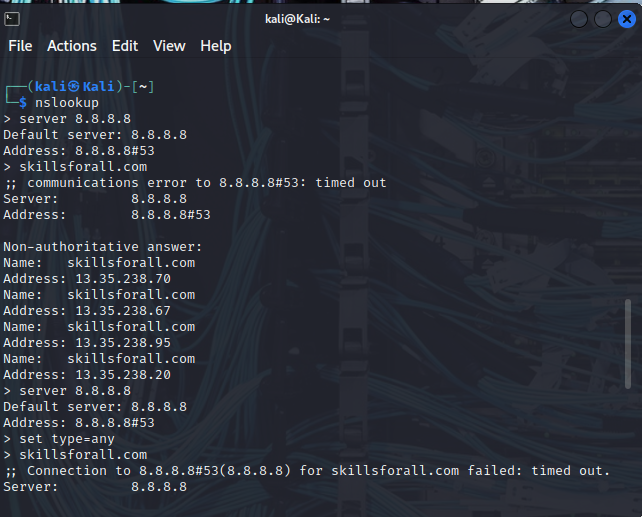 kali@Kali: ~
File Actions Edit View Help
┌──(kali㉿Kali)-[~]
└─$ nslookup
> server 8.8.8.8
Default server: 8.8.8.8
Address: 8.8.8.8#53
> skillsforall.com
;; communications error to 8.8.8.8#53: timed out
Server:         8.8.8.8
Address:        8.8.8.8#53

Non-authoritative answer:
Name:   skillsforall.com
Address: 13.35.238.70
Name:   skillsforall.com
Address: 13.35.238.67
Name:   skillsforall.com
Address: 13.35.238.95
Name:   skillsforall.com
Address: 13.35.238.20
> server 8.8.8.8
Default server: 8.8.8.8
Address: 8.8.8.8#53
> set type=any
> skillsforall.com
;; Connection to 8.8.8.8#53(8.8.8.8) for skillsforall.com failed: timed out.
Server:         8.8.8.8